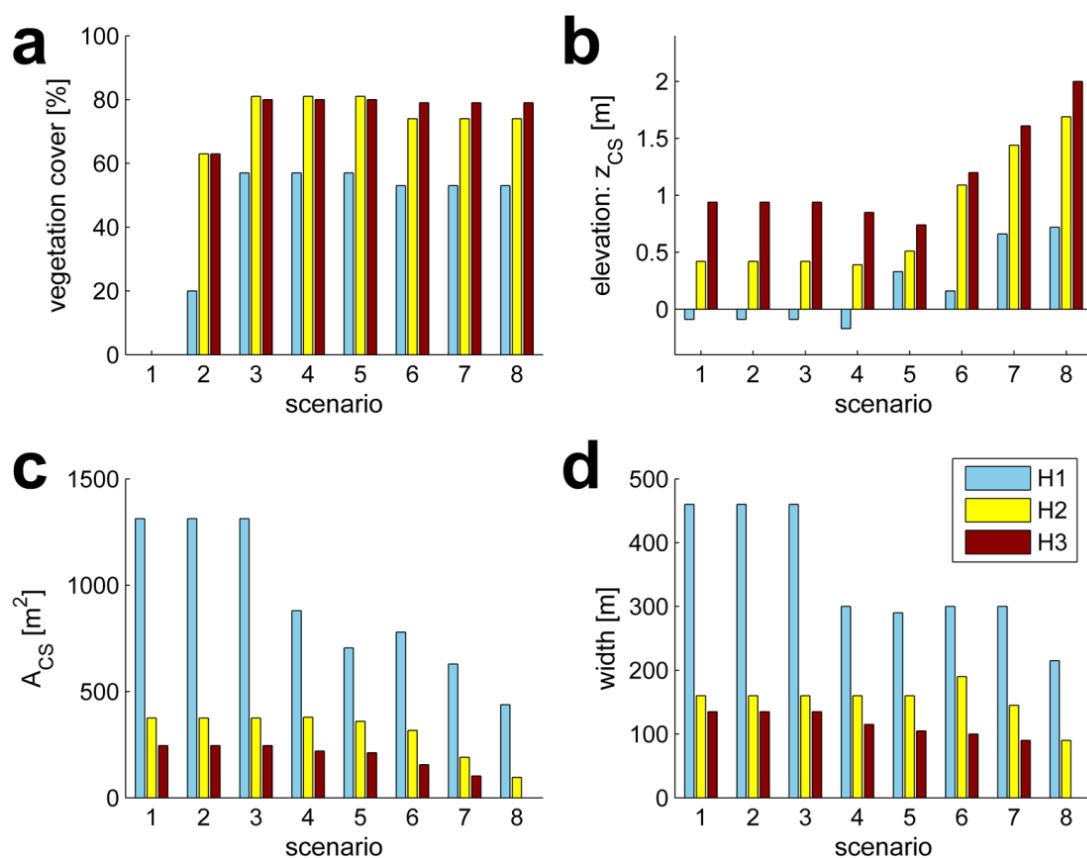 a
vegetation cover [%]
100
80
60
40
20
0
1 2 3 4 5 6 7 8
scenario
b
elevation: z_CS [m]
2
1.5
1
0.5
0
1 2 3 4 5 6 7 8
scenario
c
A_CS [m²]
1500
1000
500
0
1 2 3 4 5 6 7 8
scenario
d
width [m]
500
400
300
200
100
0
1 2 3 4 5 6 7 8
scenario
H1
H2
H3